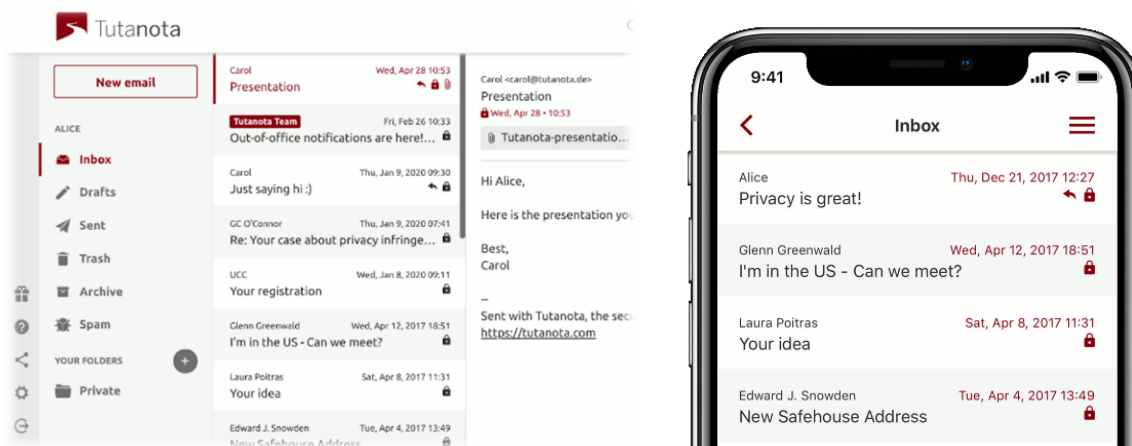 Tutanota
New email
ALICE
Inbox
Drafts
Sent
Trash
Archive
Spam
YOUR FOLDERS
Private
Carol Wed, Apr 28 10:53
Presentation
Tutanota Team Fri, Feb 26 10:33
Out-of-office notifications are here!...
Carol Thu, Jan 9, 2020 09:30
Just saying hi :)
GC O'Connor Thu, Jan 9, 2020 07:41
Re: Your case about privacy infringe...
UCC Wed, Jan 8, 2020 09:11
Your registration
Glenn Greenwald Wed, Apr 12, 2017 18:51
I'm in the US - Can we meet?
Laura Poitras Sat, Apr 8, 2017 11:31
Your idea
Edward J. Snowden Tue, Apr 4, 2017 13:49
New Safehouse Address
Carol <carol@tutanota.de>
Presentation
Wed, Apr 28 • 10:53
Tutanota-presentatio...
Hi Alice,
Here is the presentation you
Best,
Carol
--
Sent with Tutanota, the secu
https://tutanota.com
9:41
Inbox
Alice Thu, Dec 21, 2017 12:27
Privacy is great!
Glenn Greenwald Wed, Apr 12, 2017 18:51
I'm in the US - Can we meet?
Laura Poitras Sat, Apr 8, 2017 11:31
Your idea
Edward J. Snowden Tue, Apr 4, 2017 13:49
New Safehouse Address